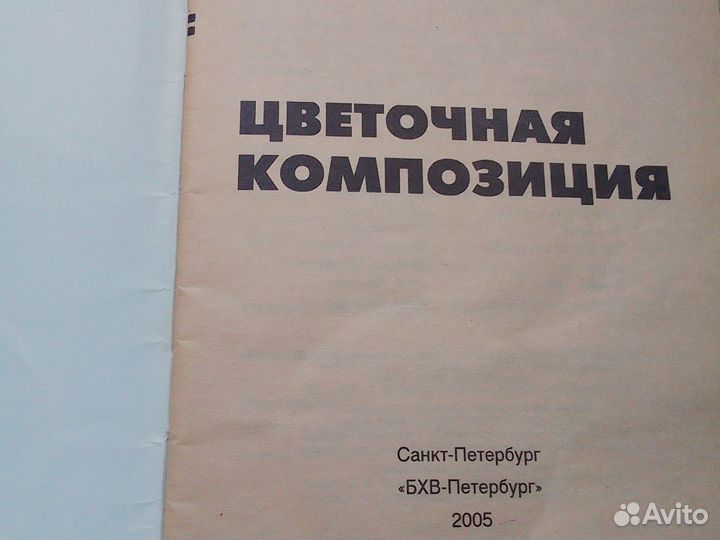 ЦВЕТОЧНАЯ
КОМПОЗИЦИЯ
Санкт-Петербург
«БХВ-Петербург»
2005
Avito